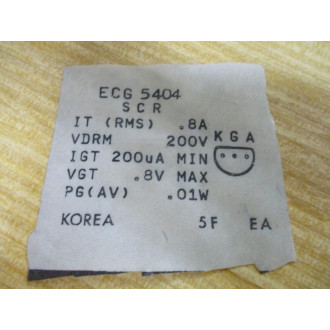 ECG 5404
SCR
IT (RMS) .8A
VDRM 200V KGA
IGT 200uA MIN
VGT .8V MAX
PG(AV) .01W
KOREA 5F EA